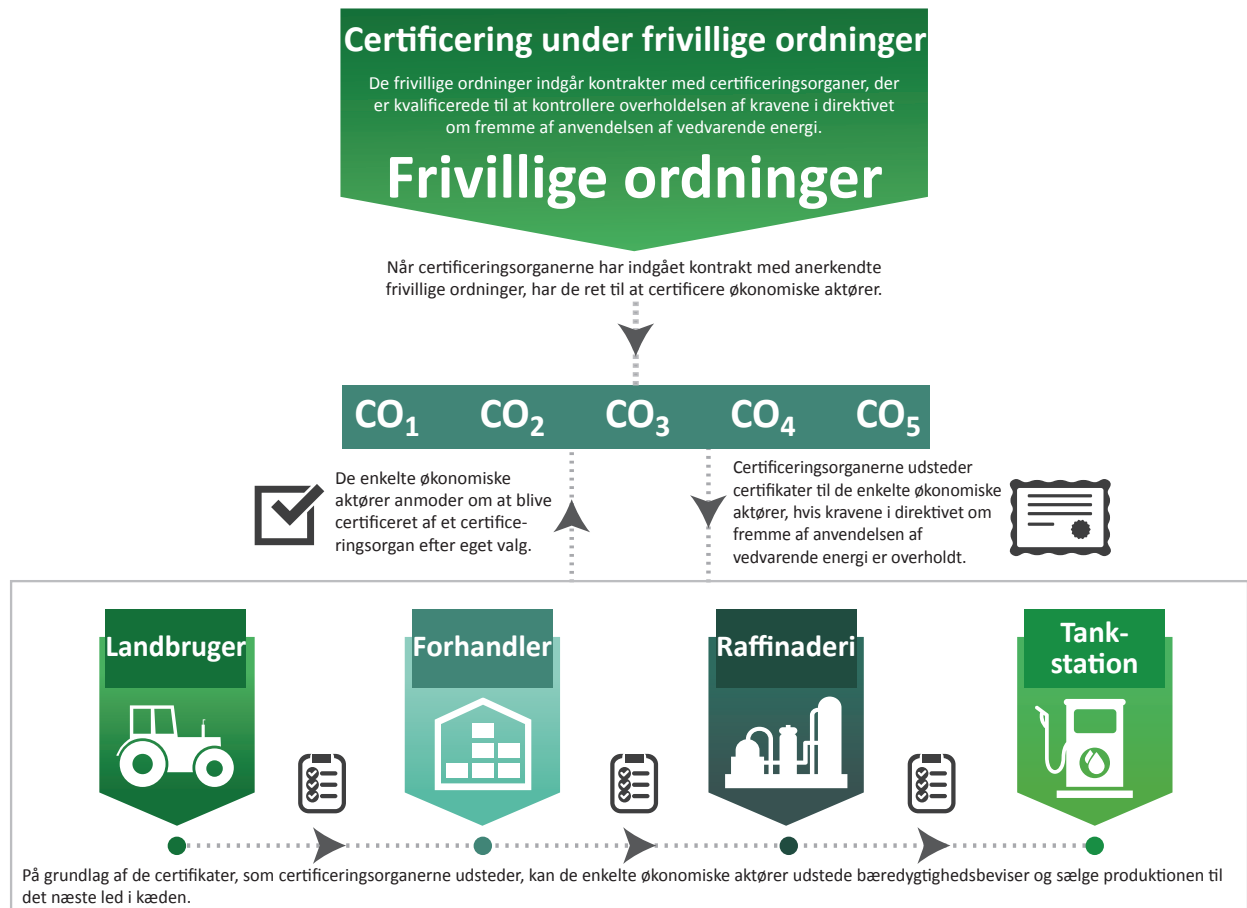 Certificering under frivillige ordninger
De frivillige ordninger indgår kontrakter med certificeringsorganer, der
er kvalificerede til at kontrollere overholdelsen af kravene i direktivet
om fremme af anvendelsen af vedvarende energi.
Frivillige ordninger
Når certificeringsorganerne har indgået kontrakt med anerkendte
frivillige ordninger, har de ret til at certificere økonomiske aktører.
CO₁ CO₂ CO₃ CO₄ CO₅
De enkelte økonomiske
aktører anmoder om at blive
certificeret af et certifice-
ringsorgan efter eget valg.
Certificeringsorganerne udsteder
certifikater til de enkelte økonomiske
aktører, hvis kravene i direktivet om
fremme af anvendelsen af
vedvarende energi er overholdt.
Landbruger
Forhandler
Raffinaderi
Tank-
station
På grundlag af de certifikater, som certificeringsorganerne udsteder, kan de enkelte økonomiske aktører udstede bæredygtighedsbeviser og sælge produktionen til
det næste led i kæden.